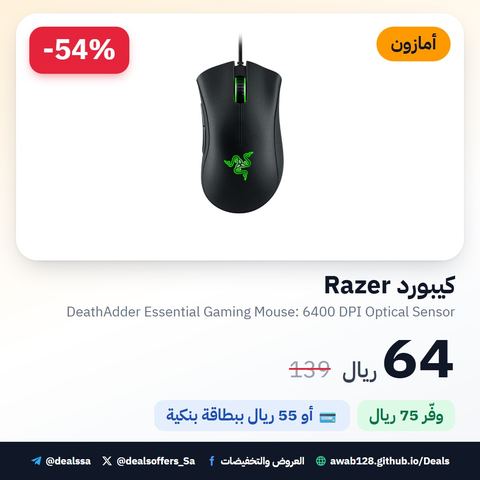 -54%
أمازون
كيبورد Razer
DeathAdder Essential Gaming Mouse: 6400 DPI Optical Sensor
64 ريال 139
وفّر 75 ريال
💳 أو 55 ريال ببطاقة بنكية
@dealssa
@dealsoffers_Sa
العروض والتخفيضات
awab128.github.io/Deals